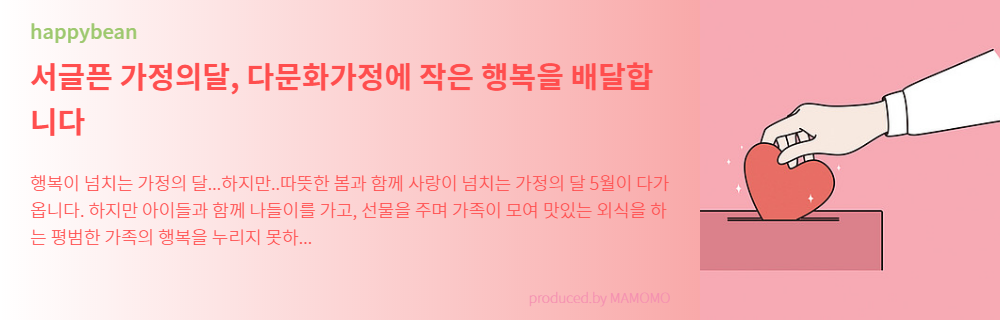 happybean
서글픈 가정의달, 다문화가정에 작은 행복을 배달합
니다
행복이 넘치는 가정의 달...하지만..따뜻한 봄과 함께 사랑이 넘치는 가정의 달 5월이 다가
옵니다. 하지만 아이들과 함께 나들이를 가고, 선물을 주며 가족이 모여 맛있는 외식을 하
는 평범한 가족의 행복을 누리지 못하...
produced.by MAMOMO